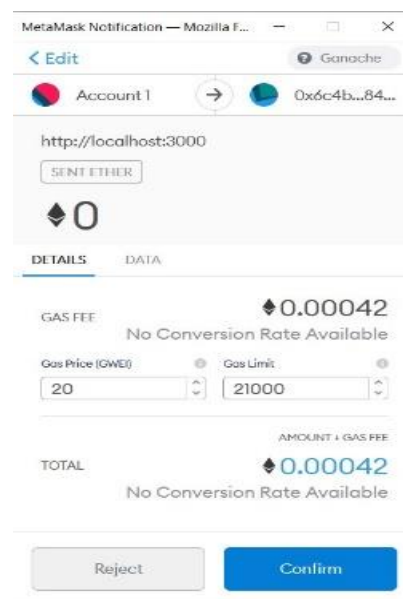 MetaMask Notification — Mozilla F...
< Edit
Ganache
Account 1
0x6c4b...84...
http://localhost:3000
SENT ETHER
0
DETAILS DATA
GAS FEE
0.00042
No Conversion Rate Available
Gas Price (GWEI) Gas Limit
20 21000
AMOUNT + GAS FEE
TOTAL
0.00042
No Conversion Rate Available
Reject Confirm